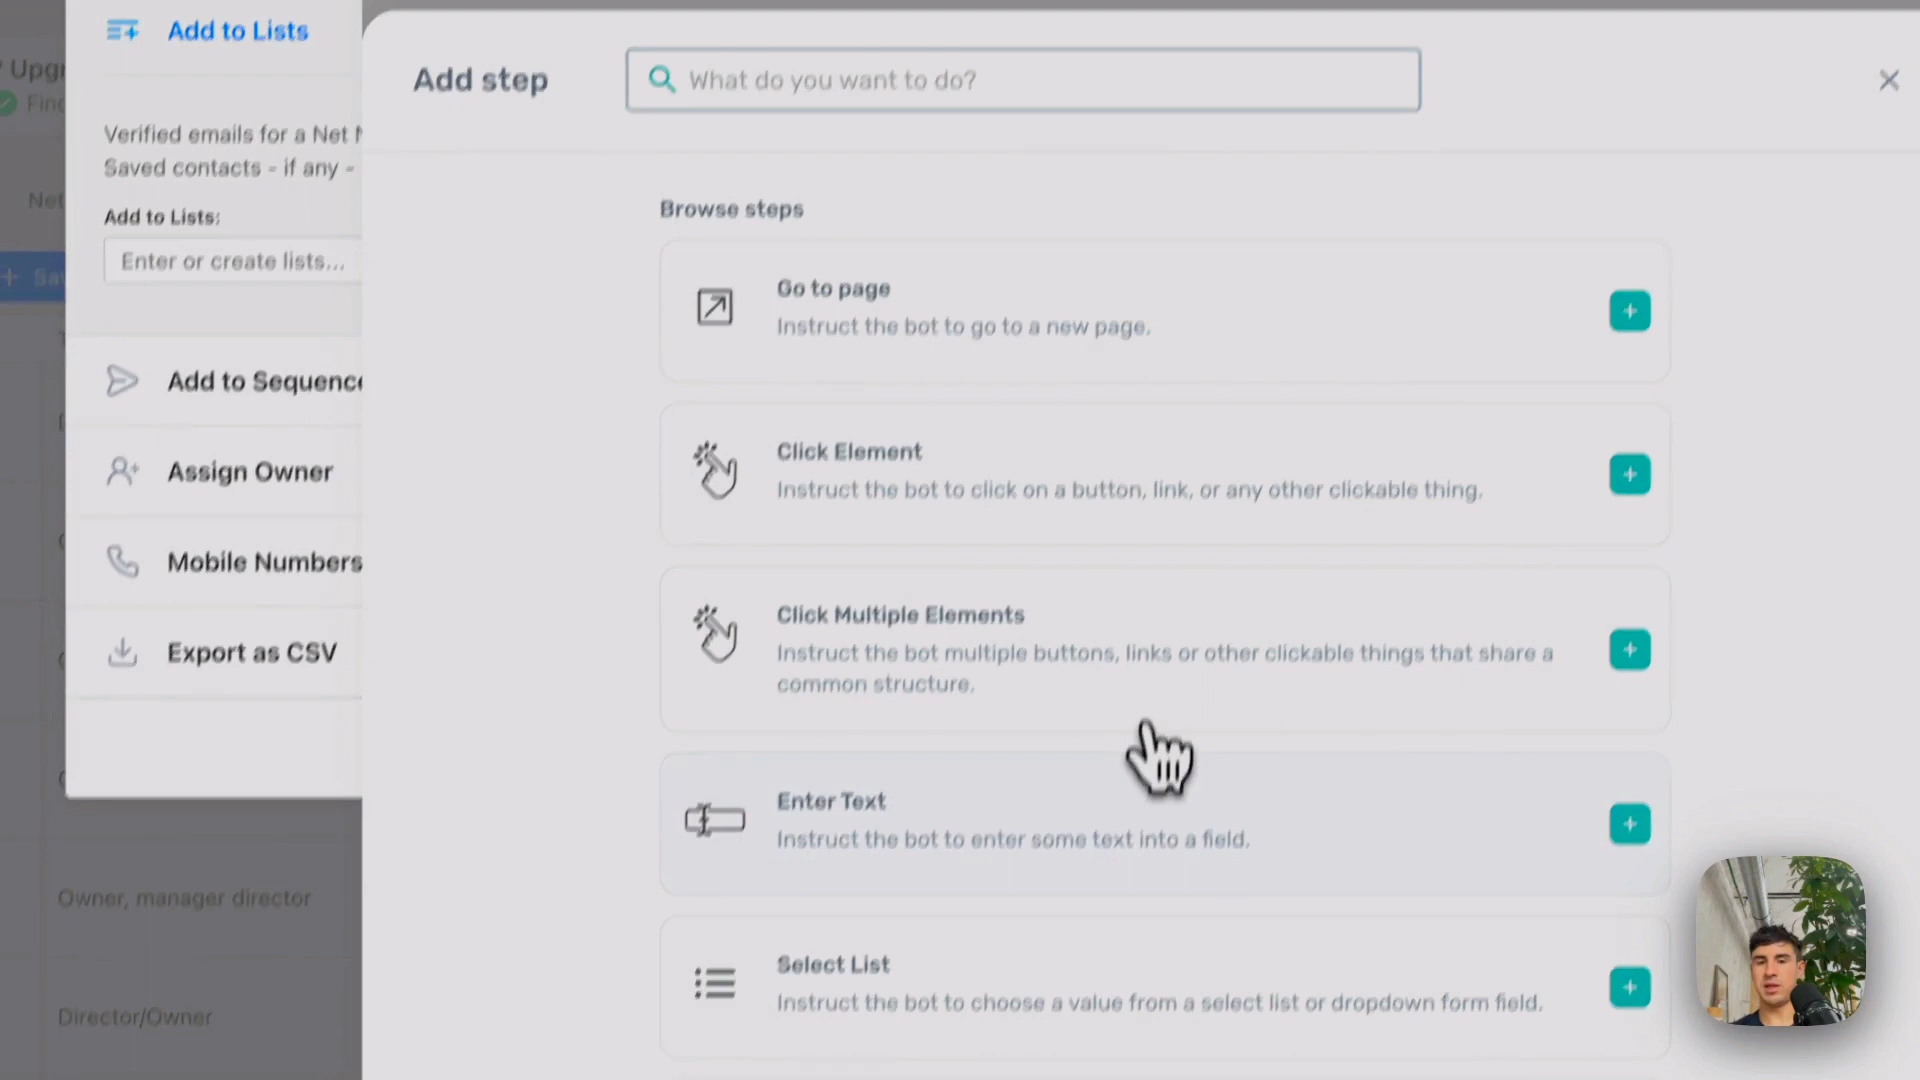 Add to Lists
Upgr
Find
Verified emails for a Net N
Saved contacts - if any -
Net
Add to Lists:
Enter or create lists...
+ Sav
Add to Sequence
Assign Owner
Mobile Numbers
Export as CSV
Owner, manager director
Director/Owner
Add step
What do you want to do?
Browse steps
Go to page
Instruct the bot to go to a new page.
Click Element
Instruct the bot to click on a button, link, or any other clickable thing.
Click Multiple Elements
Instruct the bot multiple buttons, links or other clickable things that share a
common structure.
Enter Text
Instruct the bot to enter some text into a field.
Select List
Instruct the bot to choose a value from a select list or dropdown form field.